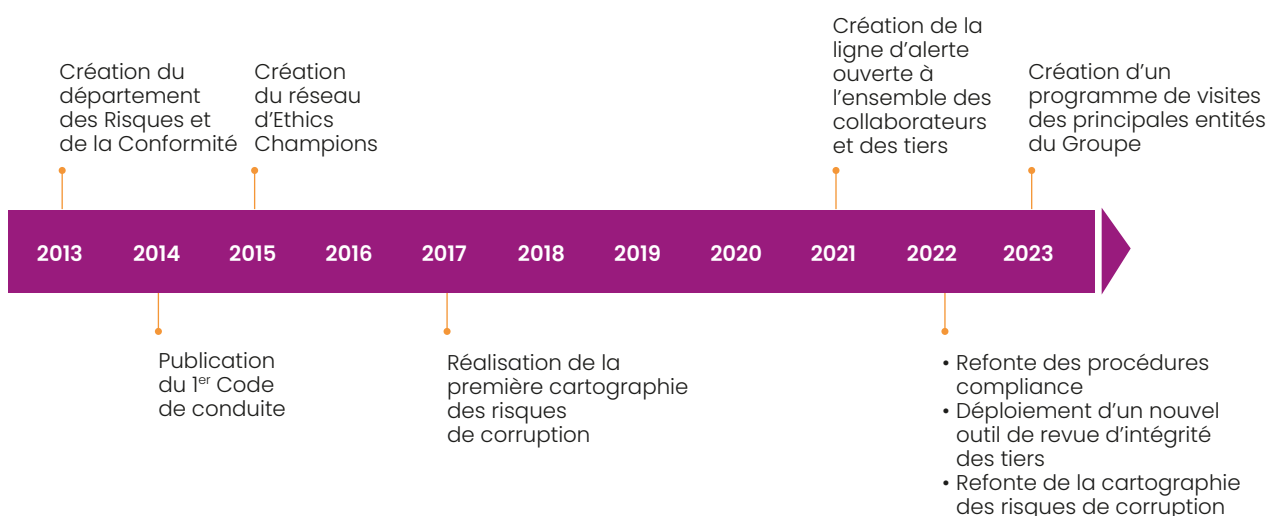 Création du
département
des Risques et
de la Conformité
Création
du réseau
d’Ethics
Champions
Création de la
ligne d’alerte
ouverte à
l’ensemble des
collaborateurs
et des tiers
Création d’un
programme de visites
des principales entités
du Groupe
2013 2014 2015 2016 2017 2018 2019 2020 2021 2022 2023
Publication
du 1er Code
de conduite
Réalisation de la
première cartographie
des risques
de corruption
• Refonte des procédures
compliance
• Déploiement d’un nouvel
outil de revue d’intégrité
des tiers
• Refonte de la cartographie
des risques de corruption